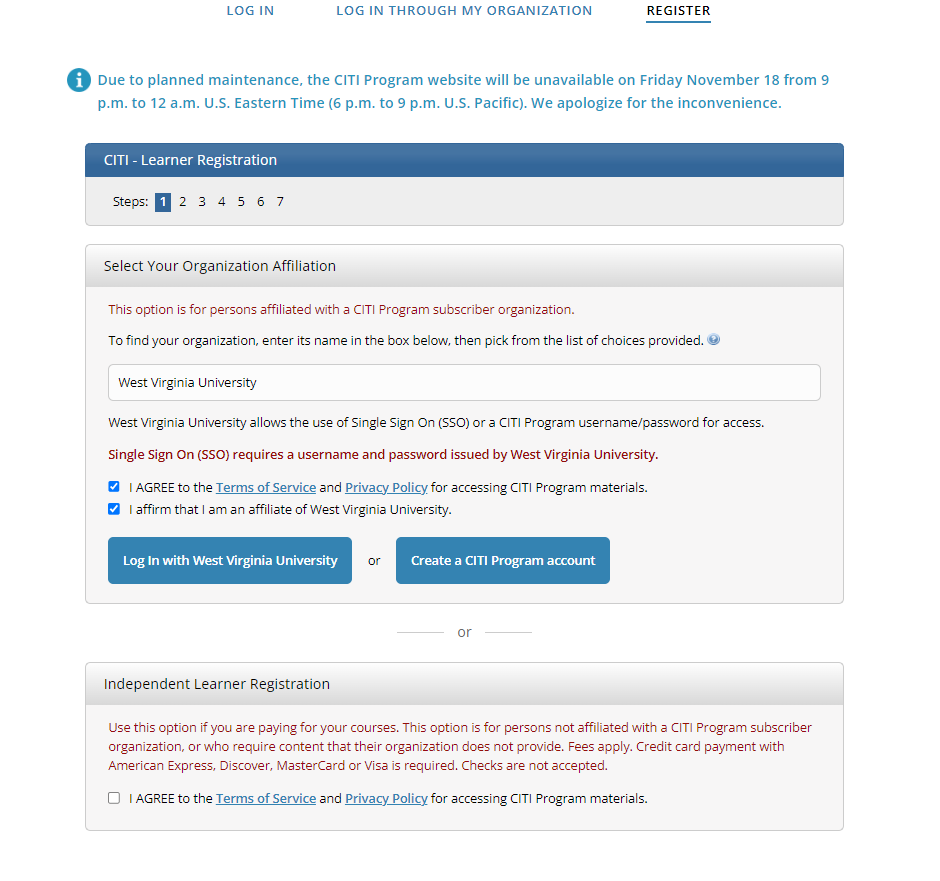 LOG IN LOG IN THROUGH MY ORGANIZATION REGISTER
Due to planned maintenance, the CITI Program website will be unavailable on Friday November 18 from 9
p.m. to 12 a.m. U.S. Eastern Time (6 p.m. to 9 p.m. U.S. Pacific). We apologize for the inconvenience.
CITI - Learner Registration
Steps: 1 2 3 4 5 6 7
Select Your Organization Affiliation
This option is for persons affiliated with a CITI Program subscriber organization.
To find your organization, enter its name in the box below, then pick from the list of choices provided. ?
West Virginia University
West Virginia University allows the use of Single Sign On (SSO) or a CITI Program username/password for access.
Single Sign On (SSO) requires a username and password issued by West Virginia University.
I AGREE to the Terms of Service and Privacy Policy for accessing CITI Program materials.
I affirm that I am an affiliate of West Virginia University.
Log In with West Virginia University or Create a CITI Program account
or
Independent Learner Registration
Use this option if you are paying for your courses. This option is for persons not affiliated with a CITI Program subscriber
organization, or who require content that their organization does not provide. Fees apply. Credit card payment with
American Express, Discover, MasterCard or Visa is required. Checks are not accepted.
I AGREE to the Terms of Service and Privacy Policy for accessing CITI Program materials.